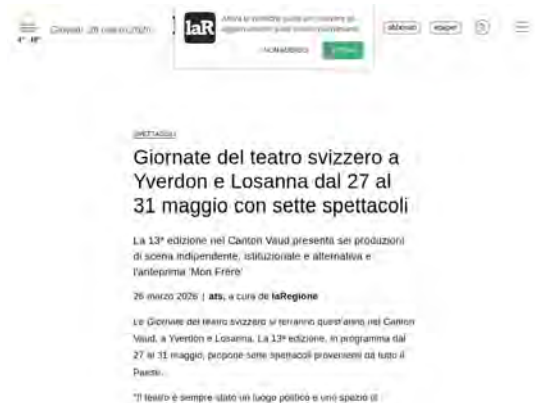 laR
abbonati
epaper
SPETTACOLI
Giornate del teatro svizzero a
Yverdon e Losanna dal 27 al
31 maggio con sette spettacoli
La 13ª edizione nel Canton Vaud presenta sei produzioni
di scena indipendente, istituzionale e alternativa e
l'anteprima 'Mon Frère'
26 marzo 2026 | ats, a cura de laRegione
Le Giornate del teatro svizzero si terranno quest'anno nel Canton
Vaud, a Yverdon e Losanna. La 13ª edizione, in programma dal
27 al 31 maggio, propone sette spettacoli provenienti da tutto il
Paese.
"Il teatro è sempre stato un luogo politico e uno spazio di